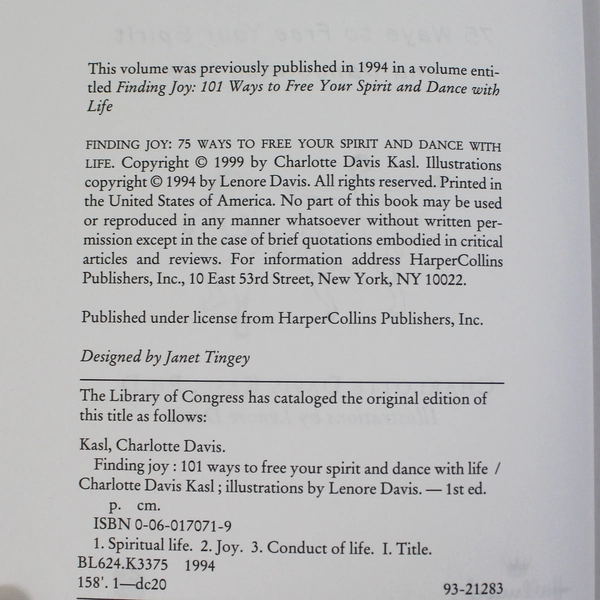 This volume was previously published in 1994 in a volume enti-
tled Finding Joy: 101 Ways to Free Your Spirit and Dance with
Life
FINDING JOY: 75 WAYS TO FREE YOUR SPIRIT AND DANCE WITH
LIFE. Copyright © 1999 by Charlotte Davis Kasl. Illustrations
copyright © 1994 by Lenore Davis. All rights reserved. Printed in
the United States of America. No part of this book may be used
or reproduced in any manner whatsoever without written per-
mission except in the case of brief quotations embodied in critical
articles and reviews. For information address HarperCollins
Publishers, Inc., 10 East 53rd Street, New York, NY 10022.
Published under license from HarperCollins Publishers, Inc.
Designed by Janet Tingey
The Library of Congress has cataloged the original edition of
this title as follows:
Kasl, Charlotte Davis.
Finding joy : 101 ways to free your spirit and dance with life /
Charlotte Davis Kasl ; illustrations by Lenore Davis. — 1st ed.
p. cm.
ISBN 0-06-017071-9
1. Spiritual life. 2. Joy. 3. Conduct of life. I. Title.
BL624.K3375 1994
158'. 1—dc20
93-21283